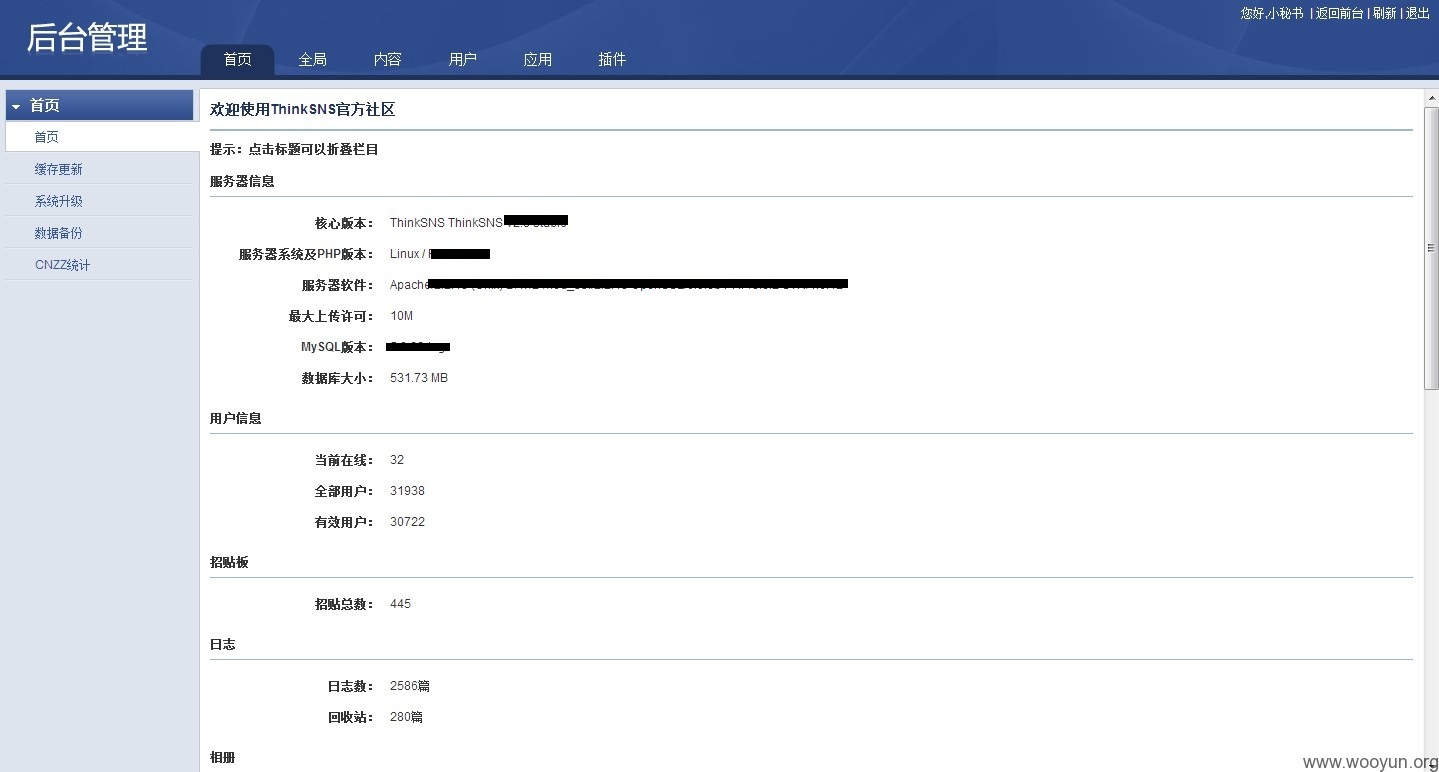 您好,小秘书 | 返回前台 | 刷新 | 退出
后台管理
首页 全局 内容 用户 应用 插件
首页
首页
缓存更新
系统升级
数据备份
CNZZ统计
欢迎使用ThinkSNS官方社区
提示：点击标题可以折叠栏目
服务器信息
核心版本： ThinkSNS ThinkSNS
服务器系统及PHP版本： Linux /
服务器软件： Apache
最大上传许可： 10M
MySQL版本：
数据库大小： 531.73 MB
用户信息
当前在线： 32
全部用户： 31938
有效用户： 30722
招贴板
招贴总数： 445
日志
日志数： 2586篇
回收站： 280篇
相册
www.wooyun.org